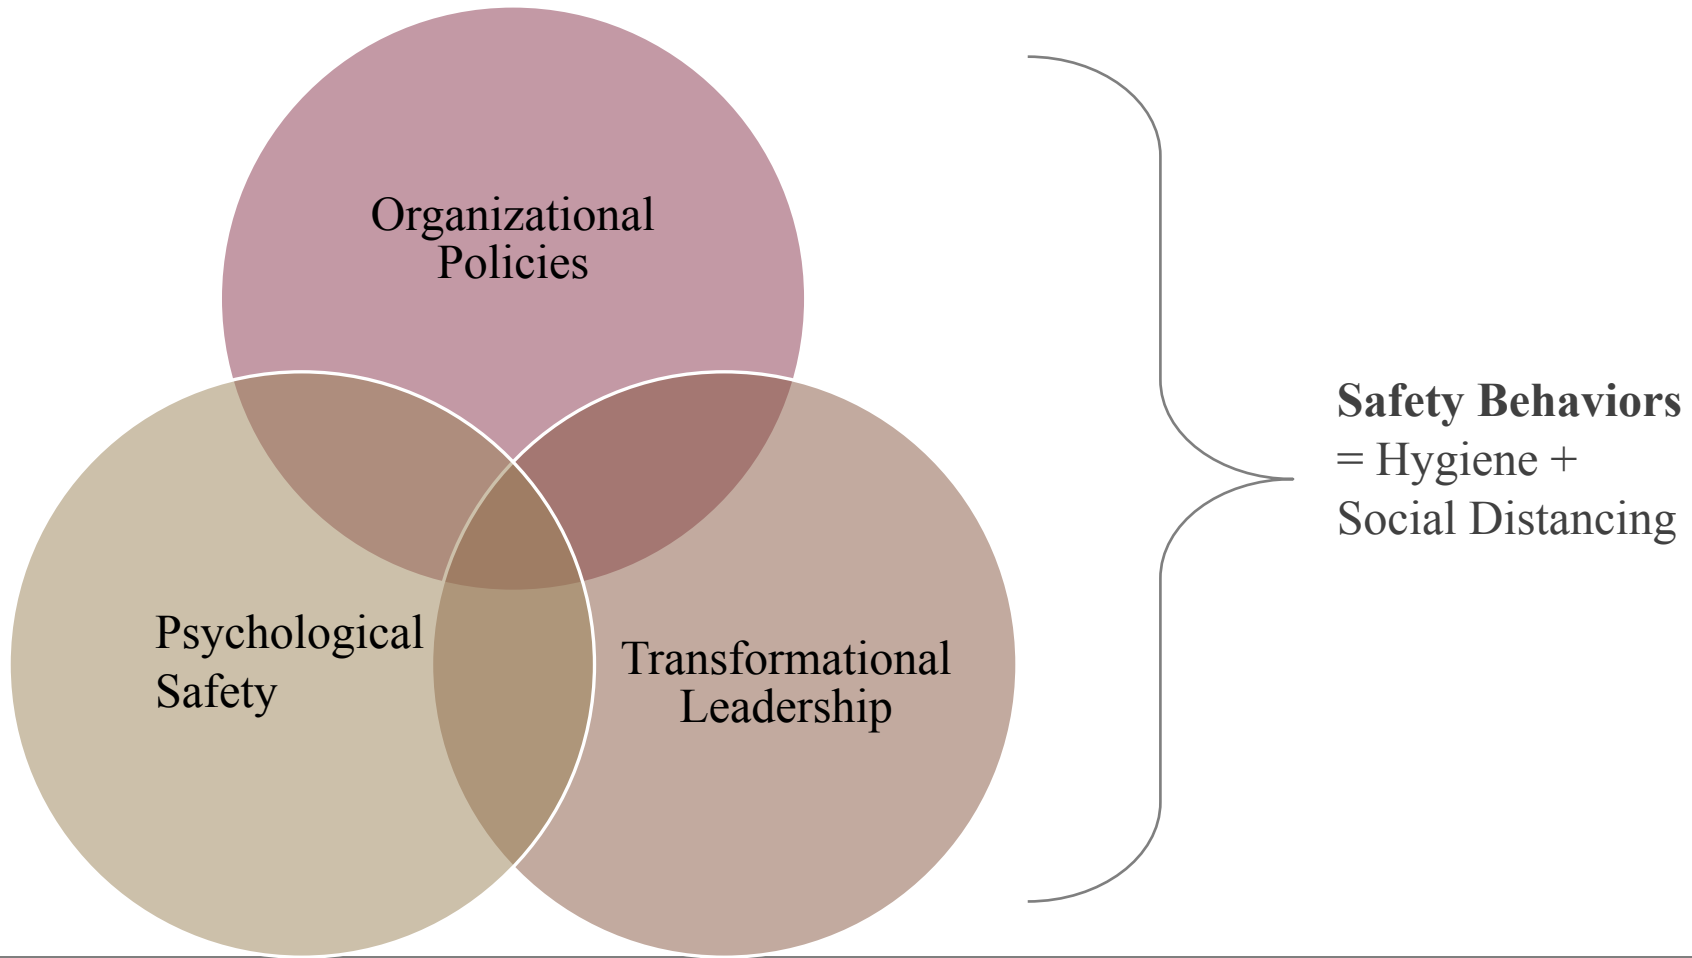 Organizational
Policies
Psychological
Safety
Transformational
Leadership
Safety Behaviors
= Hygiene +
Social Distancing